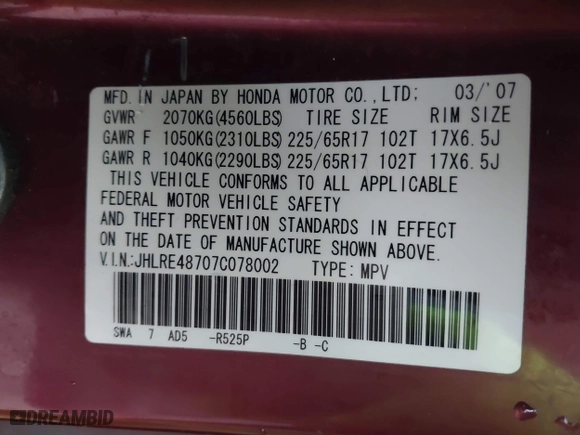 MFD. IN JAPAN BY HONDA MOTOR CO.,LTD; 03/'07
GVWR 2070KG(4560LBS) TIRE SIZE RIM SIZE
GAWR F 1050KG(2310LBS) 225/65R17 102T 17X6.5J
GAWR R 1040KG(2290LBS) 225/65R17 102T 17X6.5J
THIS VEHICLE CONFORMS TO ALL APPLICABLE
FEDERAL MOTOR VEHICLE SAFETY
AND THEFT PREVENTION STANDARDS IN EFFECT
ON THE DATE OF MANUFACTURE SHOWN ABOVE.
V.I.N:JHLRE48707C078002 TYPE: MPV
SWA 7 AD5 -R525P -B -C
DREAMBID